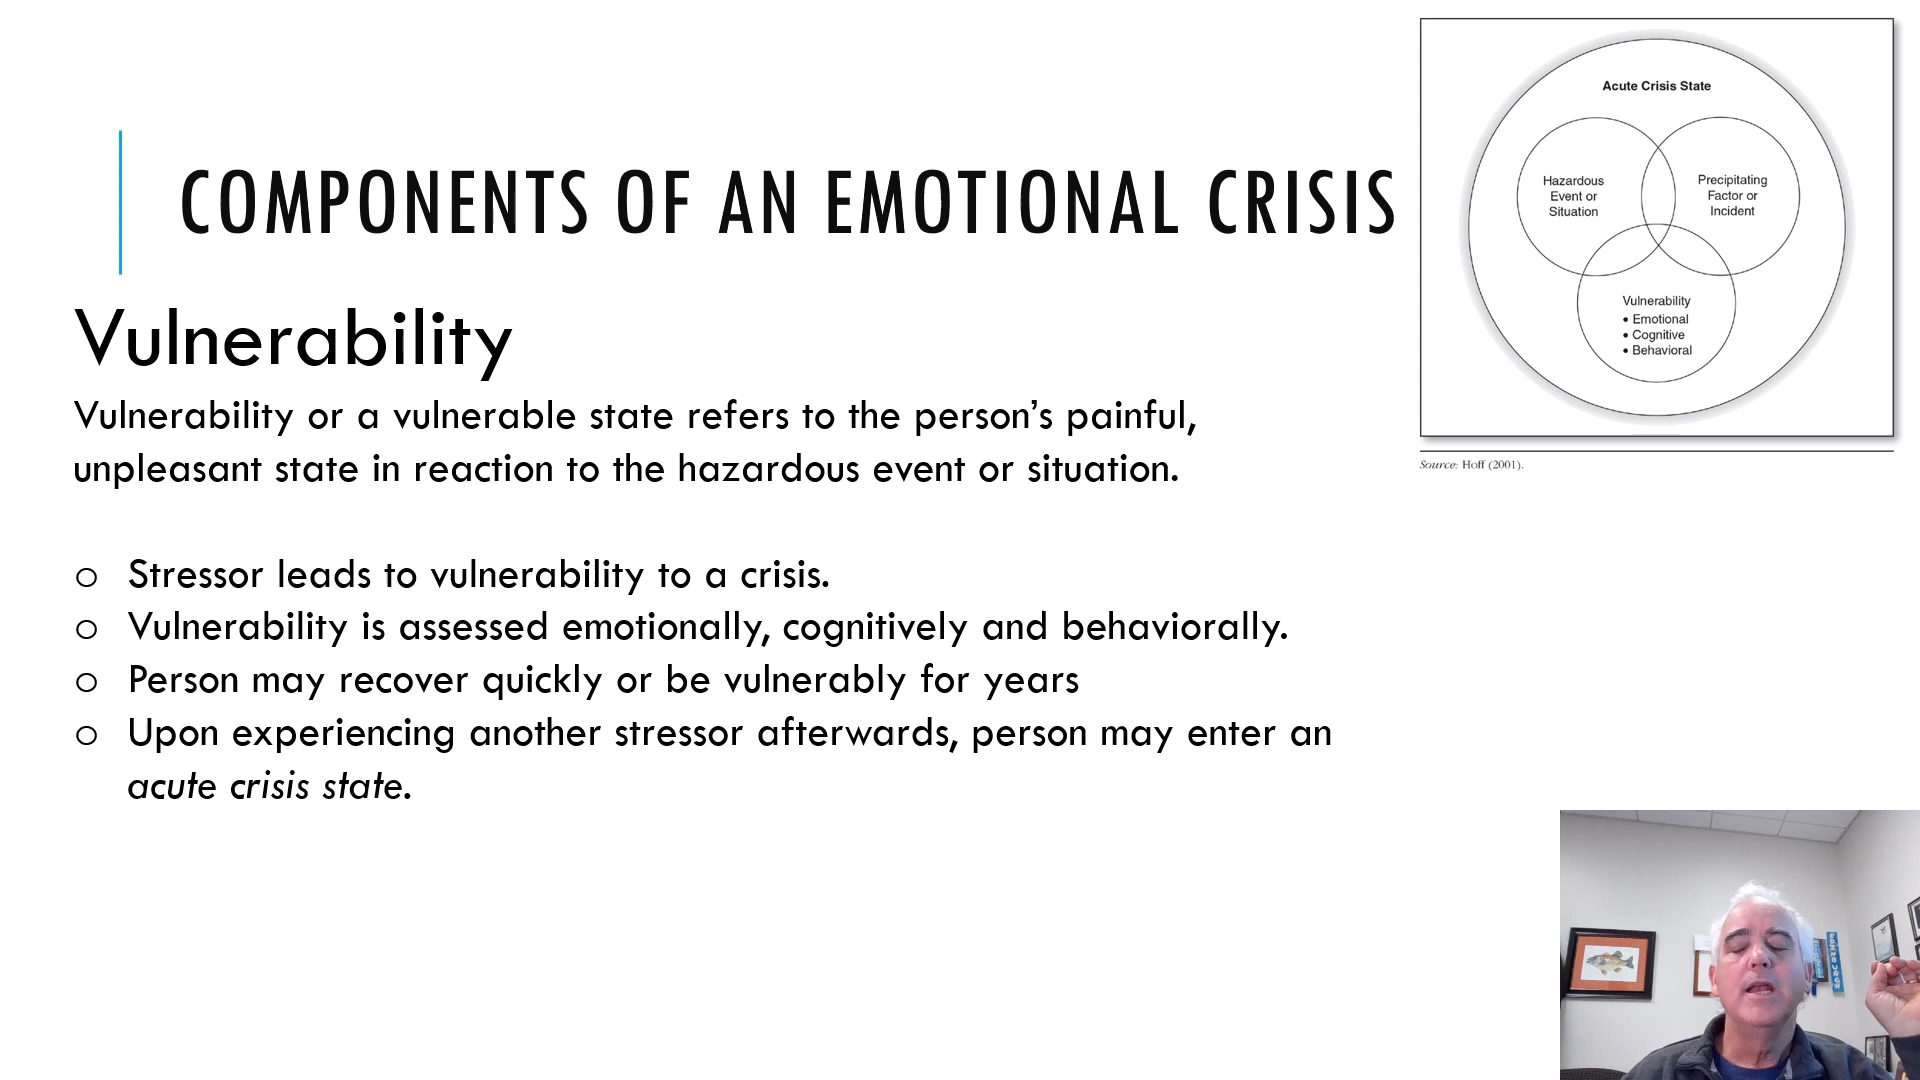 COMPONENTS OF AN EMOTIONAL CRISIS
Vulnerability
Vulnerability or a vulnerable state refers to the person’s painful,
unpleasant state in reaction to the hazardous event or situation.
o Stressor leads to vulnerability to a crisis.
o Vulnerability is assessed emotionally, cognitively and behaviorally.
o Person may recover quickly or be vulnerably for years
o Upon experiencing another stressor afterwards, person may enter an
acute crisis state.
Acute Crisis State
Hazardous
Event or
Situation
Precipitating
Factor or
Incident
Vulnerability
• Emotional
• Cognitive
• Behavioral
Source: Hoff (2001).